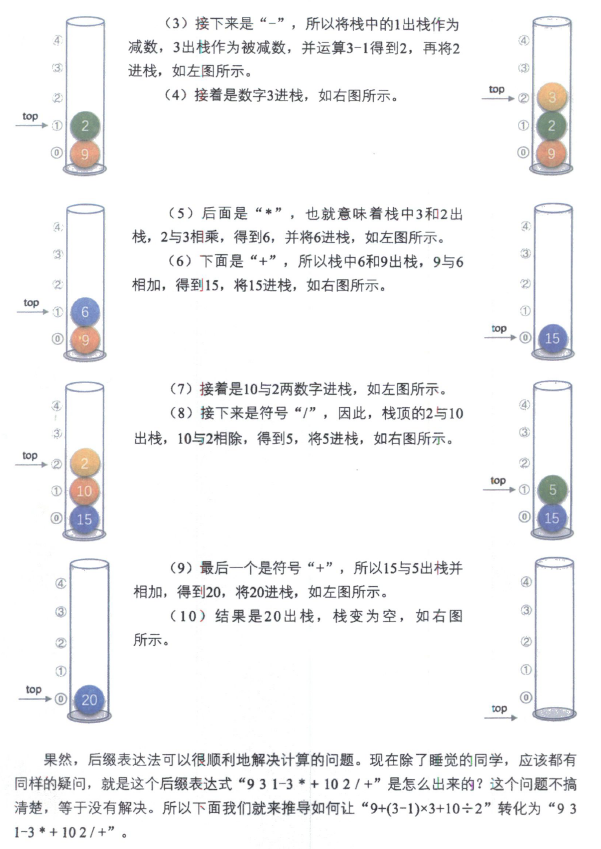 （3）接下来是“-”，所以将栈中的1出栈作为
减数，3出栈作为被减数，并运算3-1得到2，再将2
进栈，如左图所示。
（4）接着是数字3进栈，如右图所示。
④
③
②
top
①
2
⓪
9
④
③
top
②
3
①
2
⓪
9
（5）后面是“*”，也就意味着栈中3和2出
栈，2与3相乘，得到6，并将6进栈，如左图所示。
（6）下面是“+”，所以栈中6和9出栈，9与6
相加，得到15，将15进栈，如右图所示。
④
③
②
top
①
6
⓪
9
④
③
②
①
top
⓪
15
（7）接着是10与2两数字进栈，如左图所示。
（8）接下来是符号“/”，因此，栈顶的2与10
出栈，10与2相除，得到5，将5进栈，如右图所示。
④
③
top
②
2
①
10
⓪
15
④
③
②
top
①
5
⓪
15
（9）最后一个是符号“+”，所以15与5出栈并
相加，得到20，将20进栈，如左图所示。
（10）结果是20出栈，栈变为空，如右图
所示。
④
③
②
①
top
⓪
20
④
③
②
①
⓪
top
果然，后缀表达法可以很顺利地解决计算的问题。现在除了睡觉的同学，应该都有
同样的疑问，就是这个后缀表达式“9 3 1-3 * + 10 2 / +”是怎么出来的？这个问题不搞
清楚，等于没有解决。所以下面我们就来推导如何让“9+(3-1)×3+10÷2”转化为“9 3
1-3 * + 10 2 / +”。